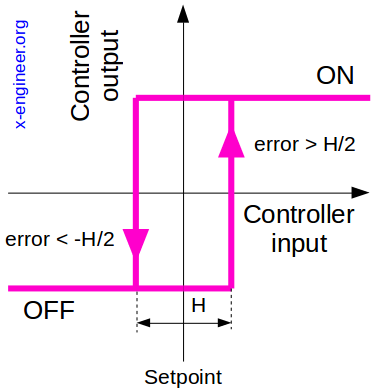 x-engineer.org
Controller
output
ON
error > H/2
Controller
input
error < -H/2
H
OFF
Setpoint